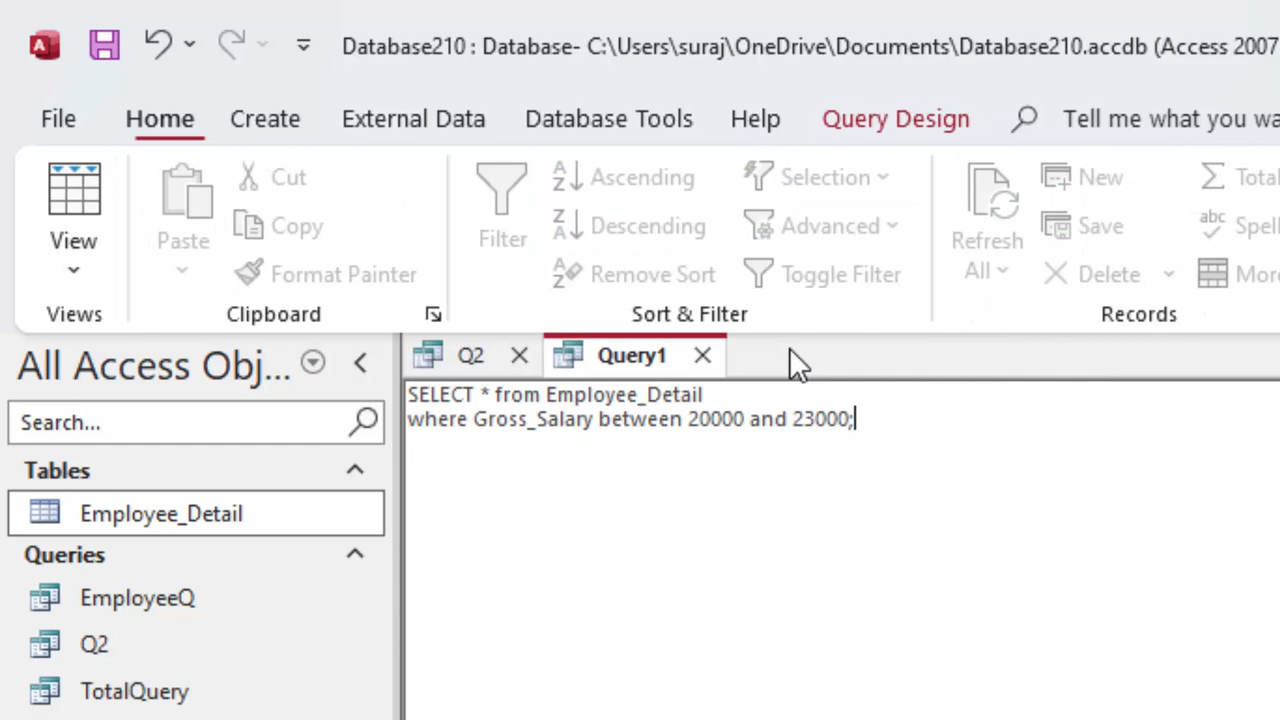 A
Database210 : Database- C:\Users\suraj\OneDrive\Documents\Database210.accdb (Access 2007
File Home Create External Data Database Tools Help Query Design Tell me what you wa
View
Views
Paste
Cut
Copy
Format Painter
Clipboard
Filter
Ascending
Descending
Remove Sort
Selection
Advanced
Toggle Filter
Sort & Filter
Refresh
All
New
Save
Delete
Records
Total
Spell
Mor
All Access Obj...
Search...
Tables
Employee_Detail
Queries
EmployeeQ
Q2
TotalQuery
Q2 Query1
SELECT * from Employee_Detail
where Gross_Salary between 20000 and 23000;